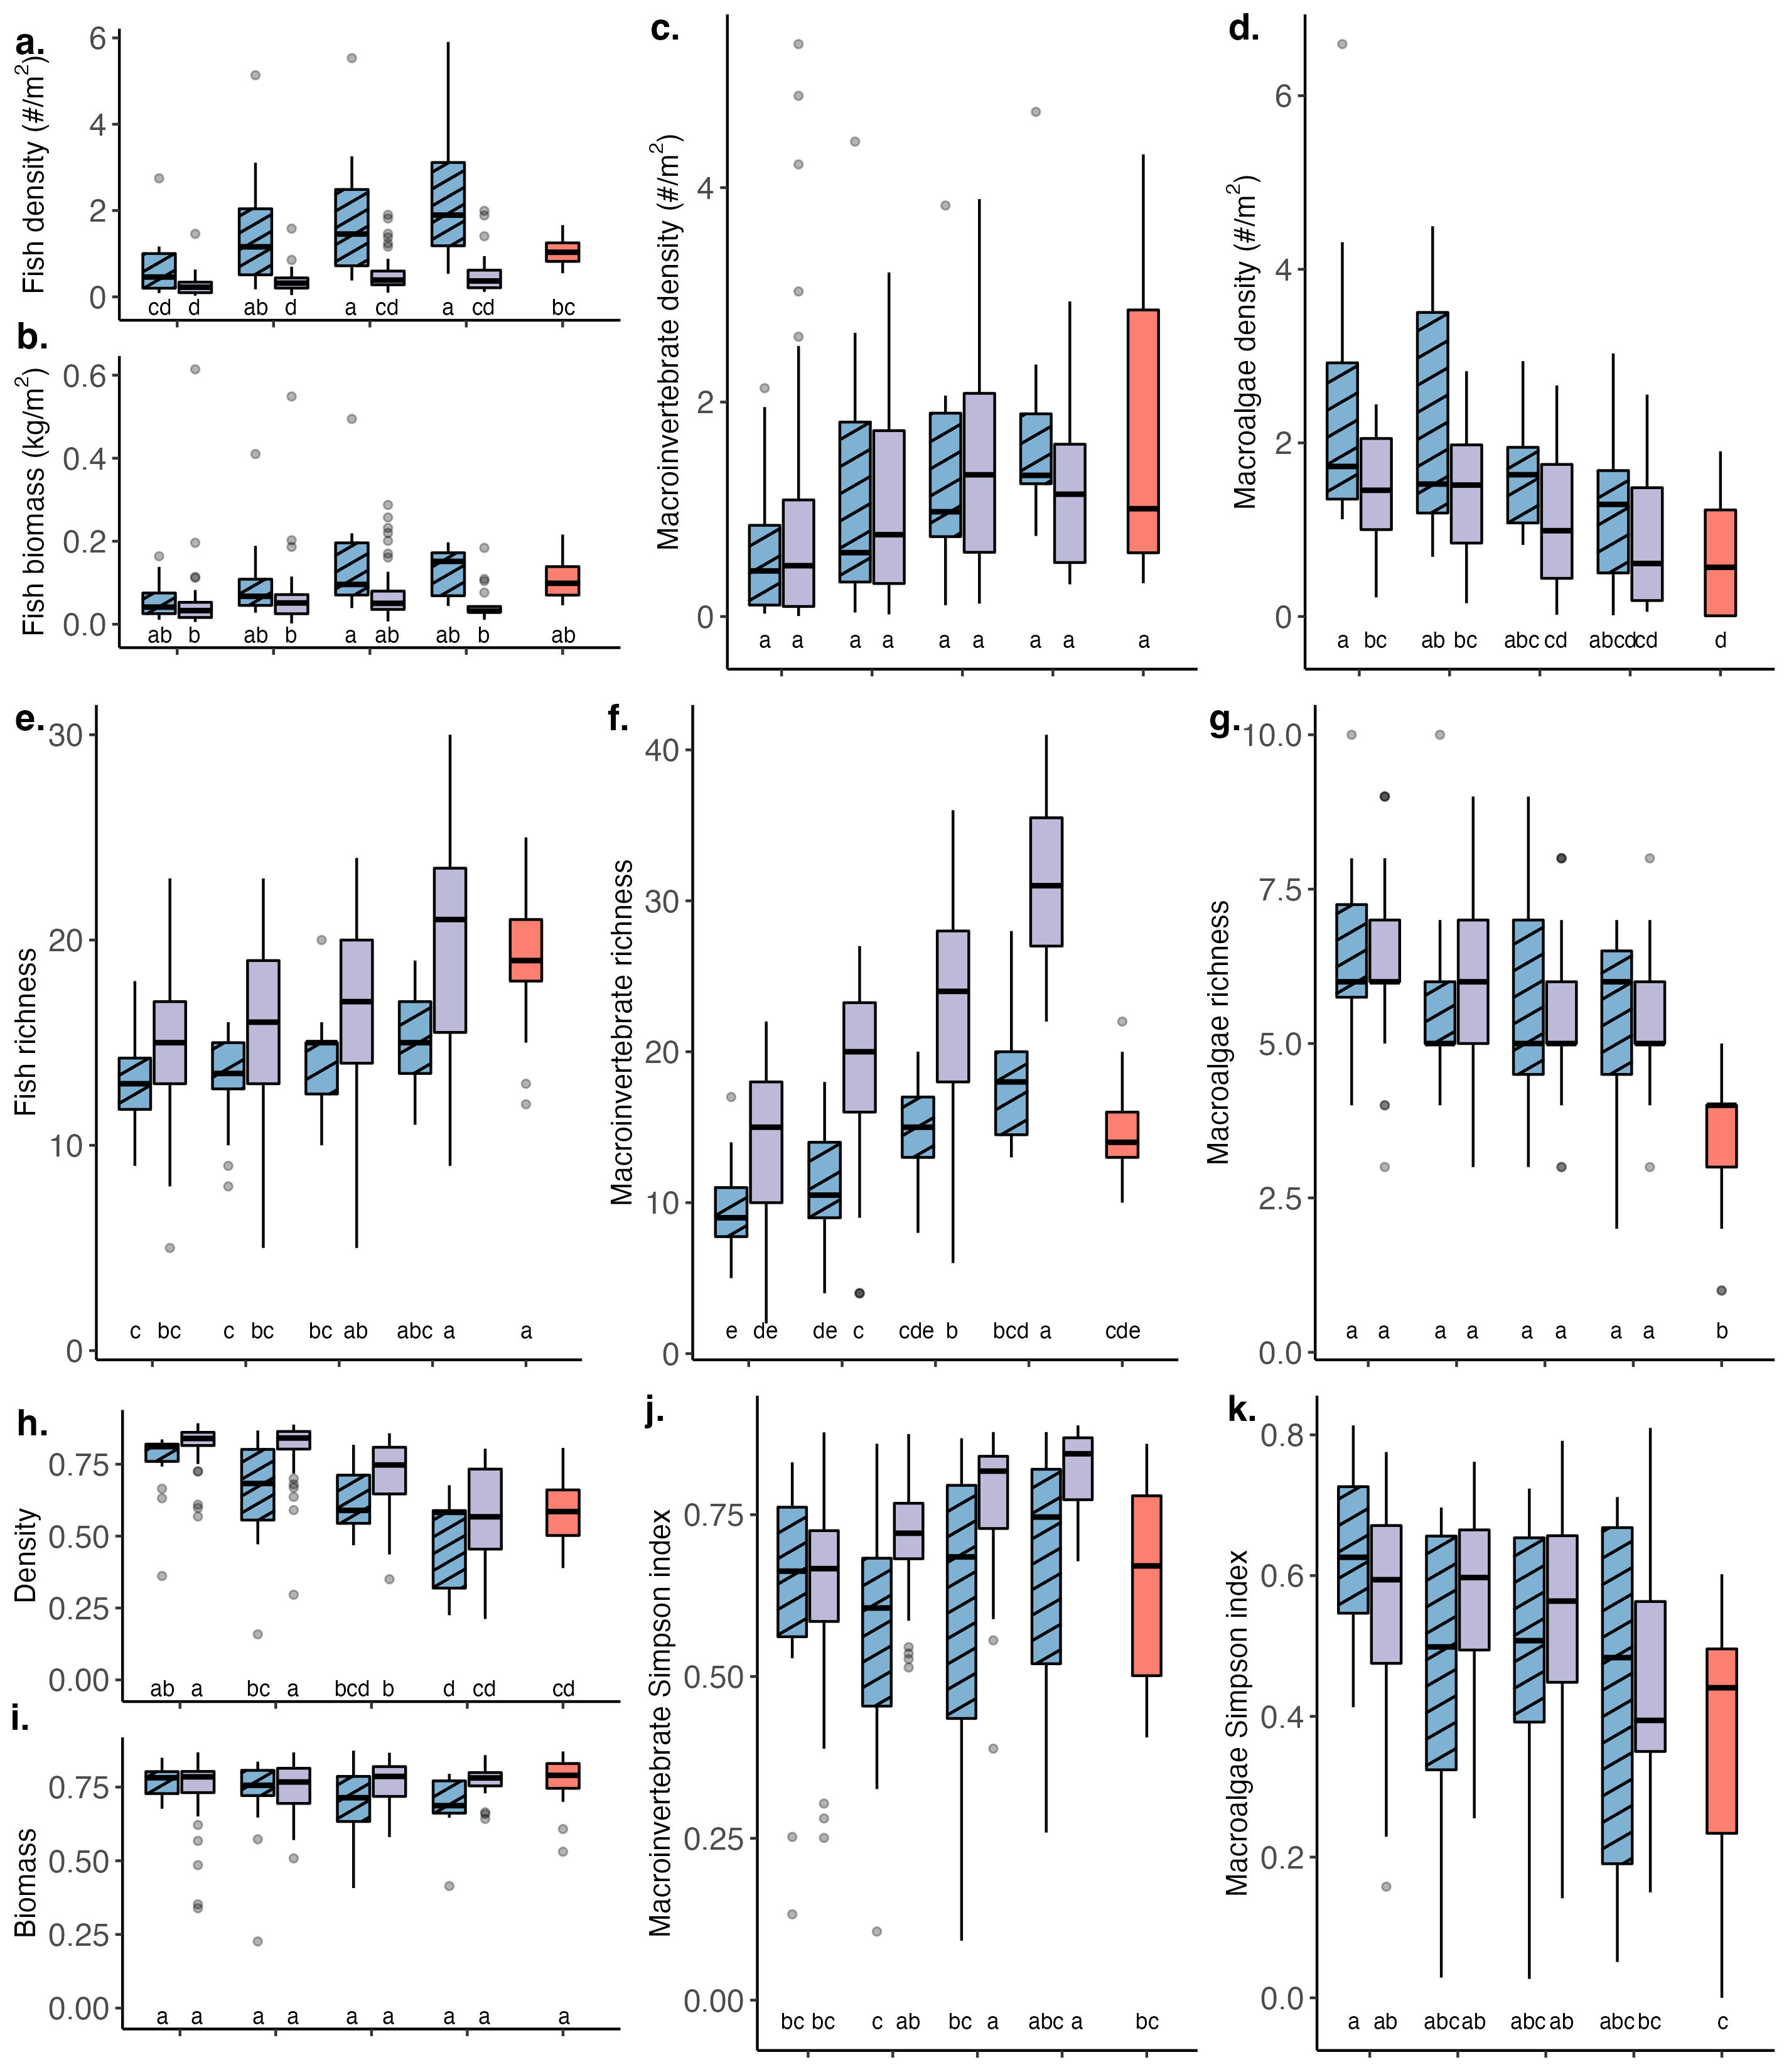 a.
Fish density (#/m²)
6
4
2
0
cd d ab d a cd a cd bc
b.
Fish biomass (kg/m²)
0.6
0.4
0.2
0.0
ab b ab b a ab ab b ab
c.
Macroinvertebrate density (#/m²)
4
2
0
a a a a a a a a a
d.
Macroalgae density (#/m²)
6
4
2
0
a bc ab bc abc cd abcd cd d
e.
Fish richness
30
20
10
0
c bc c bc bc ab abc a a
f.
Macroinvertebrate richness
40
30
20
10
0
e de de c cde b bcd a cde
g.
Macroalgae richness
10.0
7.5
5.0
2.5
0.0
a a a a a a a a b
h.
Density
0.75
0.50
0.25
0.00
ab a bc a bcd b d cd cd
i.
Biomass
0.75
0.50
0.25
0.00
a a a a a a a a a
j.
Macroinvertebrate Simpson index
0.75
0.50
0.25
0.00
bc bc c ab bc a abc a bc
k.
Macroalgae Simpson index
0.8
0.6
0.4
0.2
0.0
a ab abc ab abc ab abc bc c